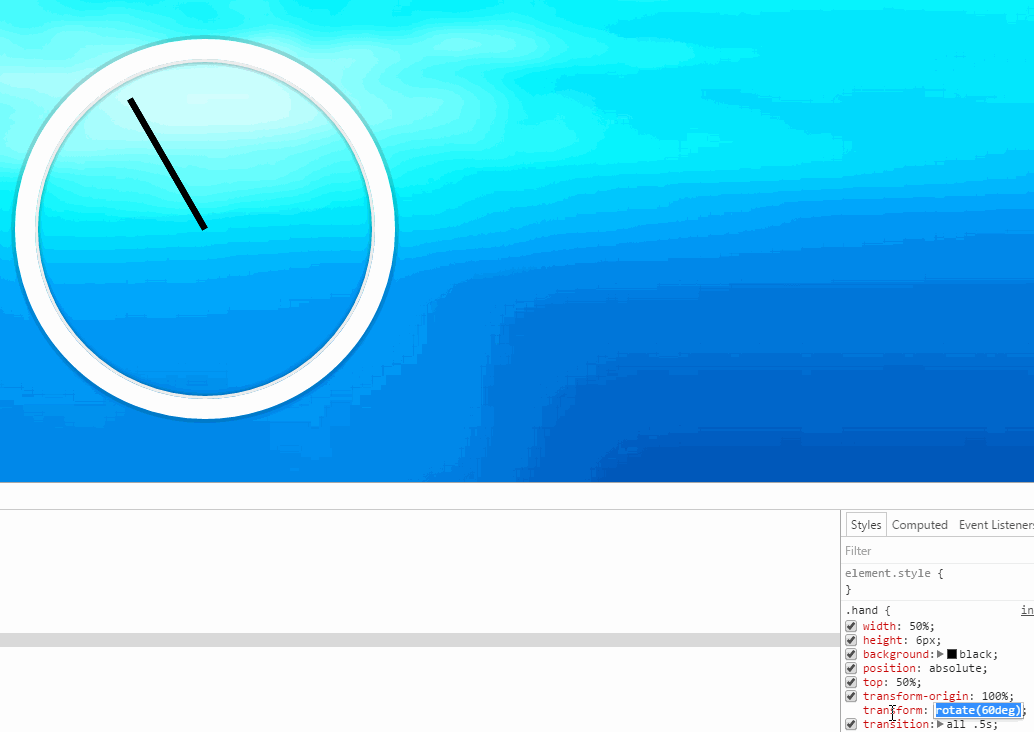 Styles Computed Event Listeners
Filter
element.style {
}
.hand { in
width: 50%;
height: 6px;
background: black;
position: absolute;
top: 50%;
transform-origin: 100%;
transform: rotate(60deg);
transition: all .5s;